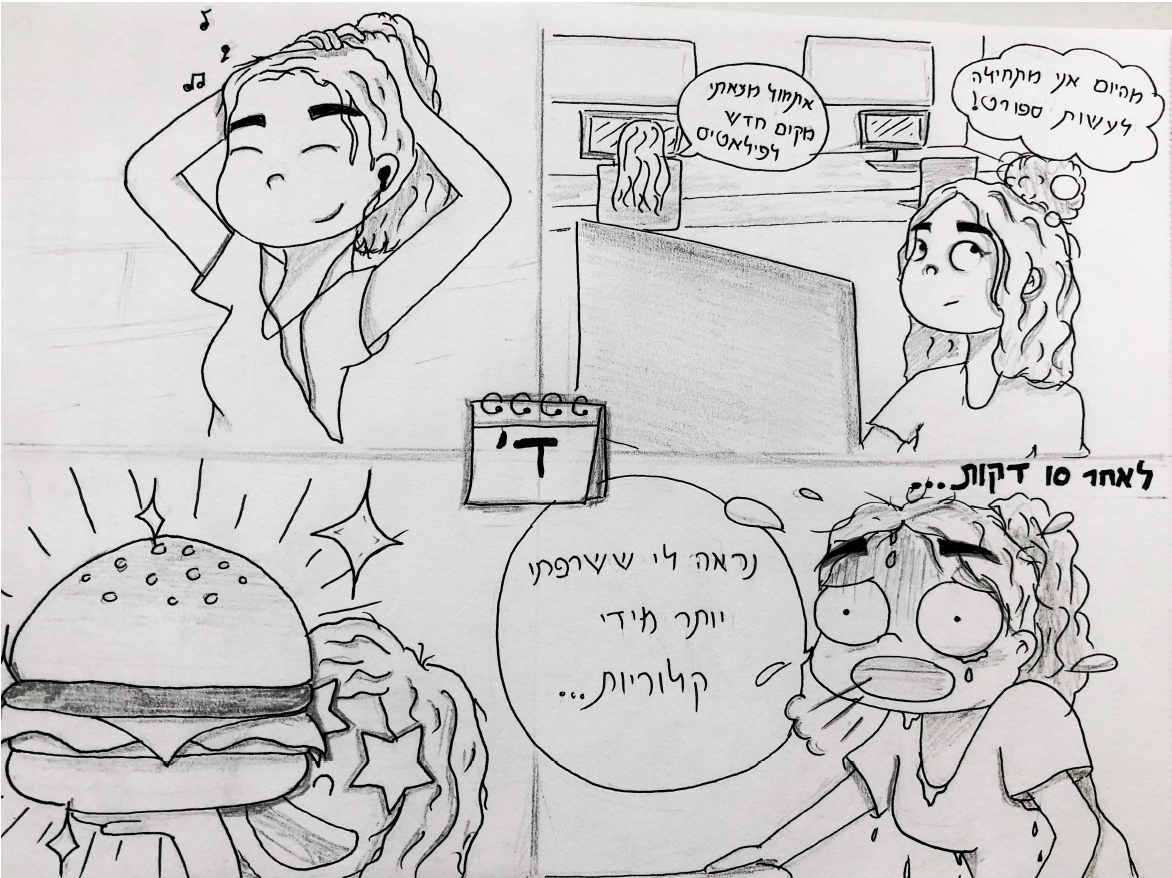 מהיום אני מתחילה
לעשות ספורט!
אתמול מצאתי
מקום חדש
לפילאטיס
ד'
לאחר 10 דקות...
נראה לי ששרפתי
יותר מידי
קלוריות...